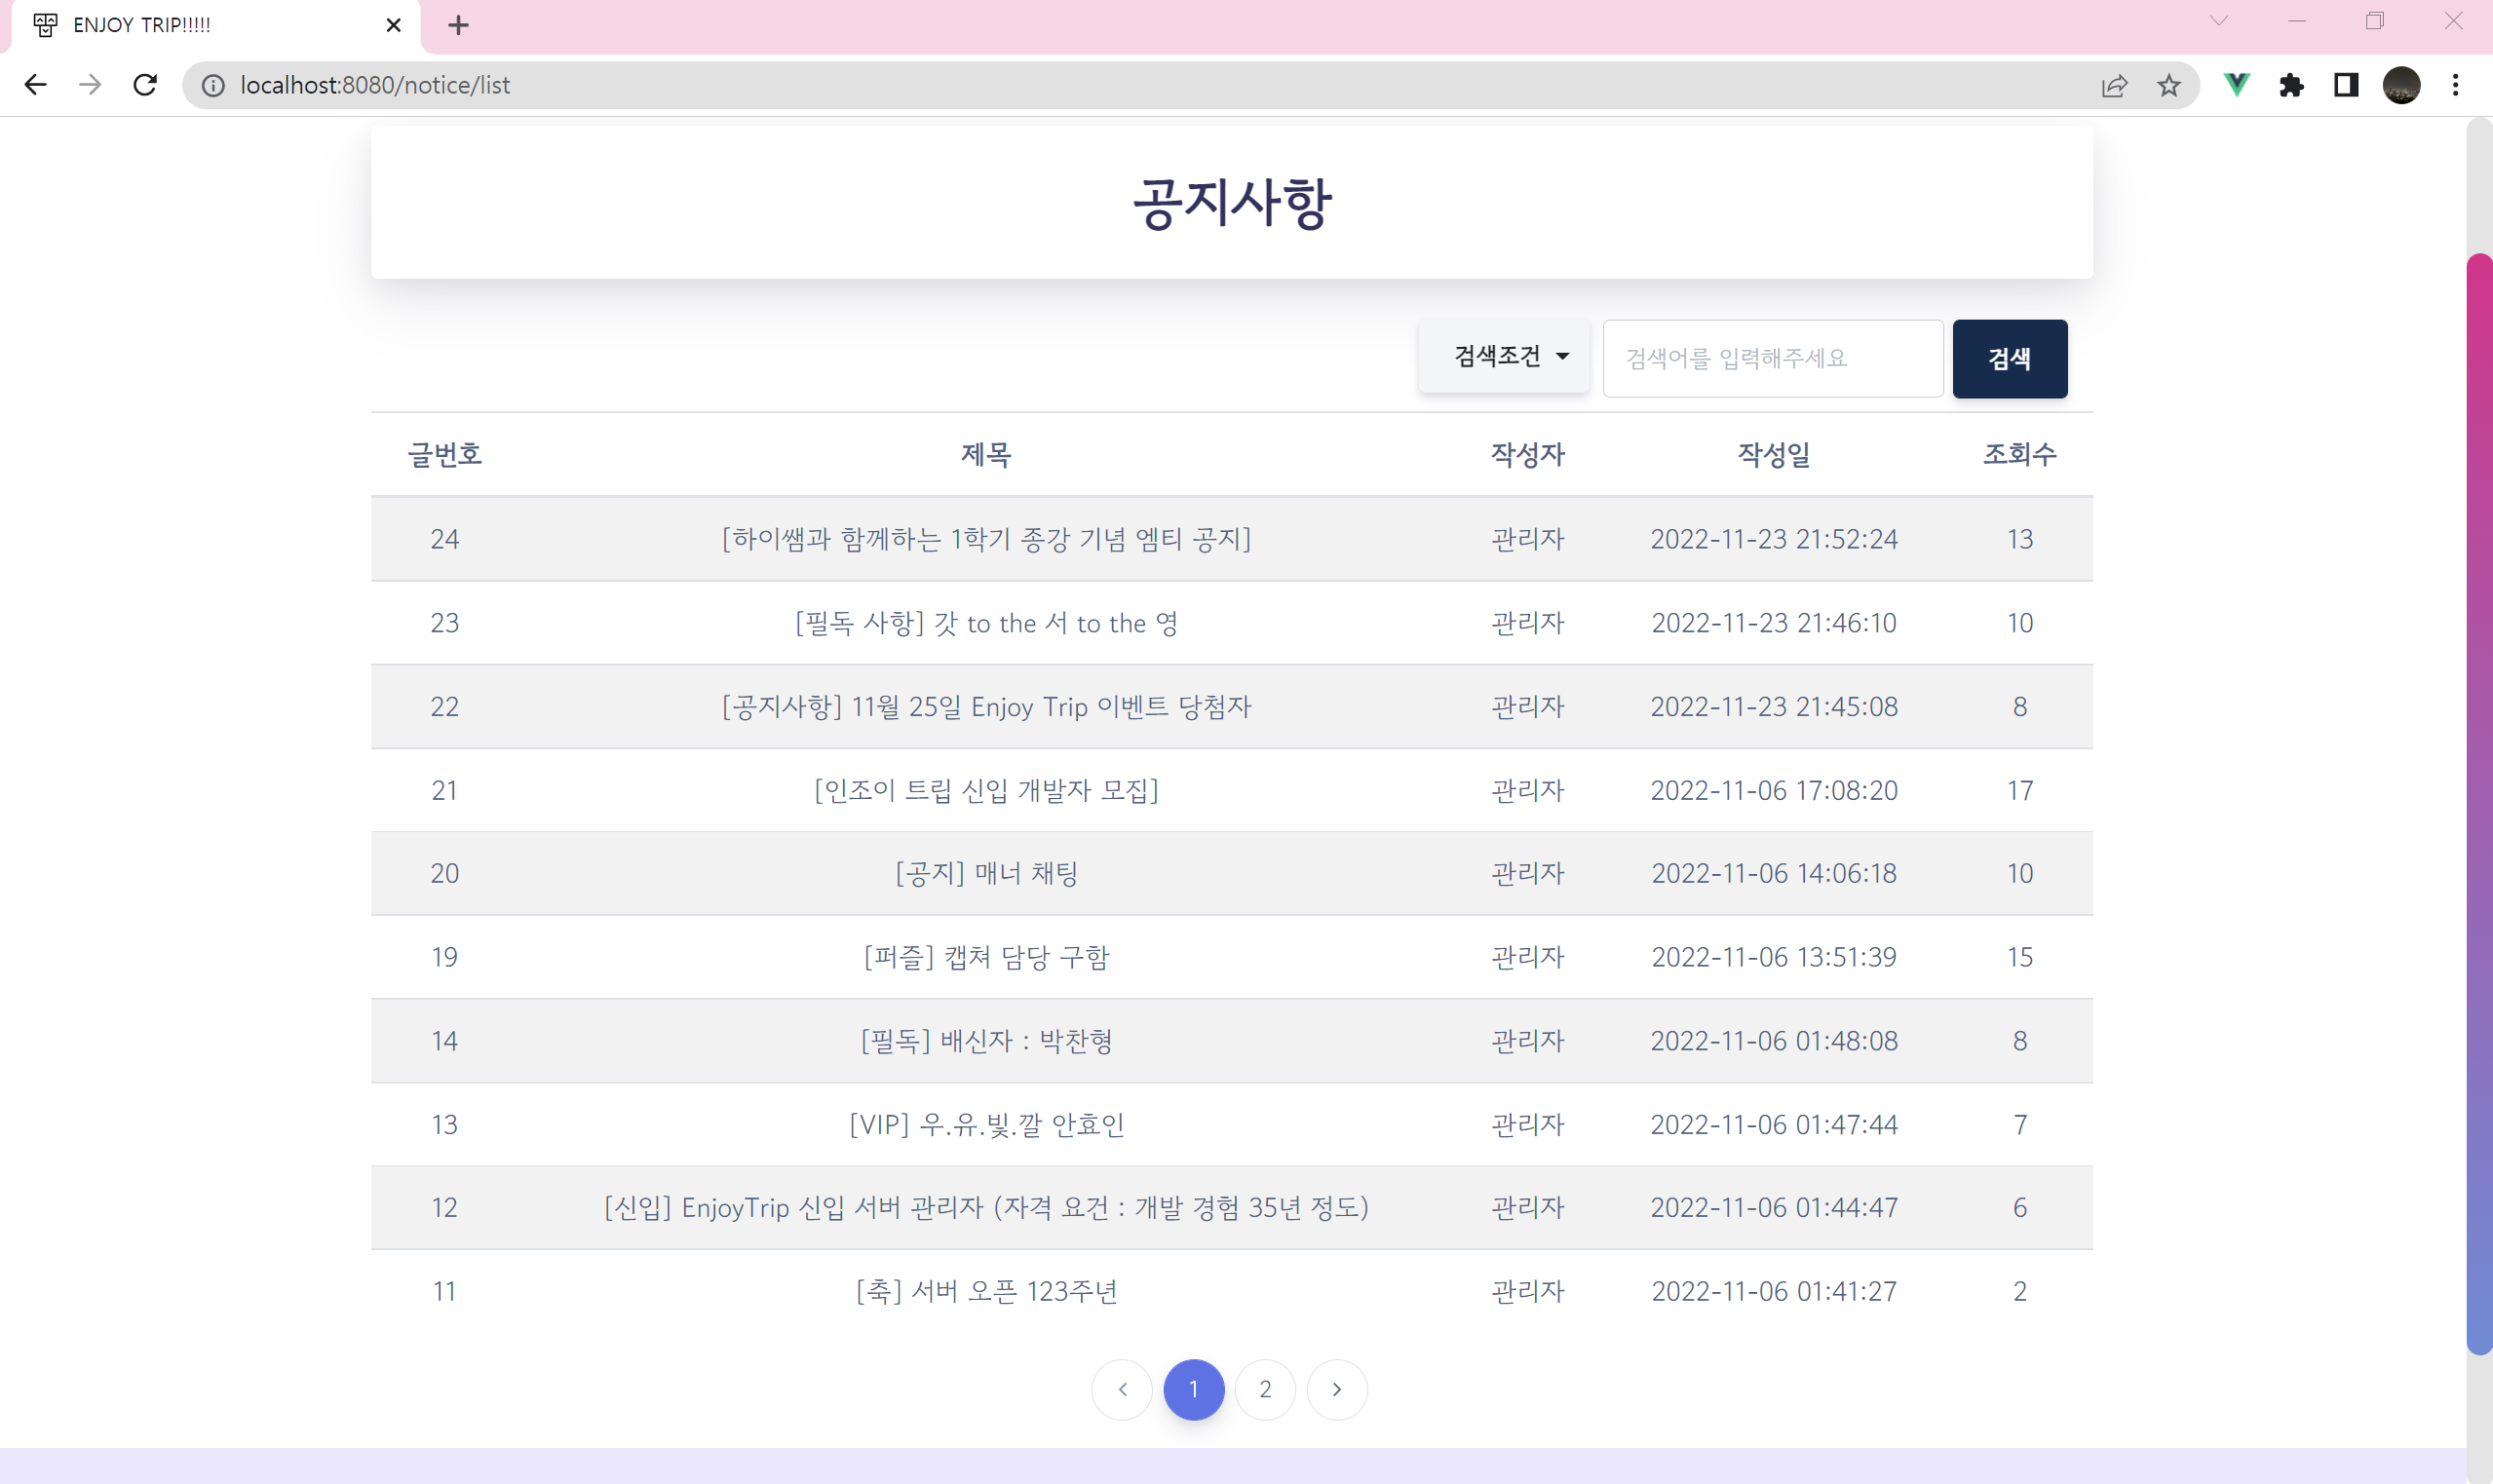 ENJOY TRIP!!!!!
localhost:8080/notice/list
공지사항
검색조건 검색어를 입력해주세요 검색
글번호 제목 작성자 작성일 조회수
24 [하이쌤과 함께하는 1학기 종강 기념 엠티 공지] 관리자 2022-11-23 21:52:24 13
23 [필독 사항] 갓 to the 서 to the 영 관리자 2022-11-23 21:46:10 10
22 [공지사항] 11월 25일 Enjoy Trip 이벤트 당첨자 관리자 2022-11-23 21:45:08 8
21 [인조이 트립 신입 개발자 모집] 관리자 2022-11-06 17:08:20 17
20 [공지] 매너 채팅 관리자 2022-11-06 14:06:18 10
19 [퍼즐] 캡쳐 담당 구함 관리자 2022-11-06 13:51:39 15
14 [필독] 배신자 : 박찬형 관리자 2022-11-06 01:48:08 8
13 [VIP] 우.유.빛.깔 안효인 관리자 2022-11-06 01:47:44 7
12 [신입] EnjoyTrip 신입 서버 관리자 (자격 요건 : 개발 경험 35년 정도) 관리자 2022-11-06 01:44:47 6
11 [축] 서버 오픈 123주년 관리자 2022-11-06 01:41:27 2
1 2